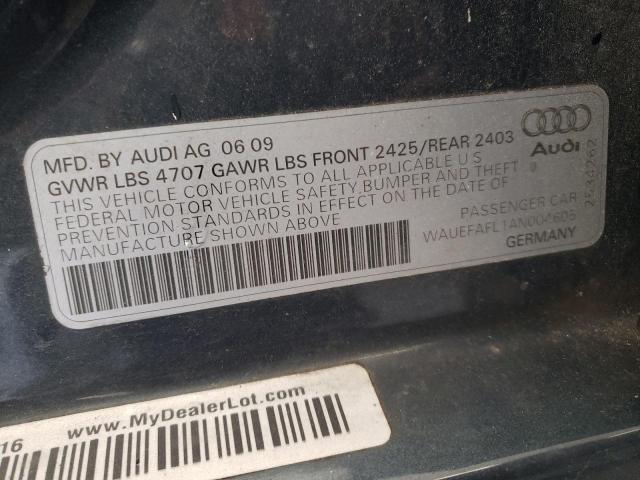 MFD. BY AUDI AG 06 09
GVWR LBS 4707 GAWR LBS FRONT 2425/REAR 2403
THIS VEHICLE CONFORMS TO ALL APPLICABLE U S
FEDERAL MOTOR VEHICLE SAFETY.BUMPER AND THEFT
PREVENTION STANDARDS IN EFFECT ON THE DATE OF
MANUFACTURE SHOWN ABOVE
Audi
PASSENGER CAR
WAUEFAFL1AN004605
GERMANY
2534262
16
www.MyDealerLot.com